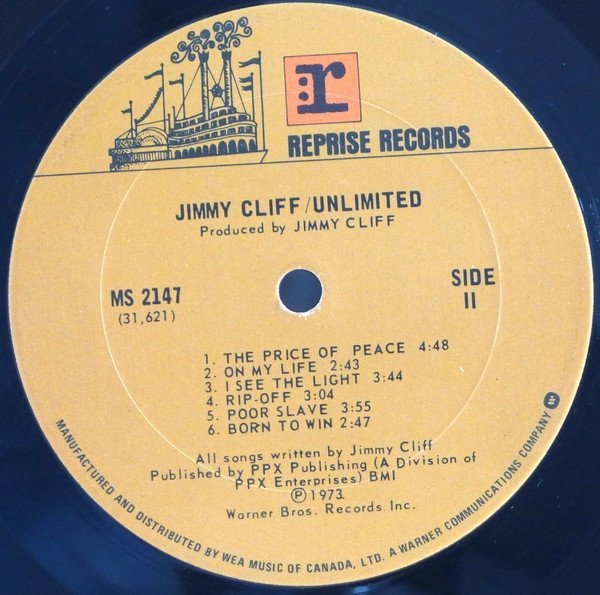 :r
REPRISE RECORDS
JIMMY CLIFF/UNLIMITED
Produced by JIMMY CLIFF
MS 2147
(31,621)
SIDE
II
1. THE PRICE OF PEACE 4:48
2. ON MY LIFE 2:43
3. I SEE THE LIGHT 3:44
4. RIP-OFF 3:04
5. POOR SLAVE 3:55
6. BORN TO WIN 2:47
All songs written by Jimmy Cliff
Published by PPX Publishing (A Division of
PPX Enterprises) BMI
Ⓟ1973
Warner Bros. Records Inc.
MANUFACTURED AND DISTRIBUTED BY WEA MUSIC OF CANADA, LTD. A WARNER COMMUNICATIONS COMPANY